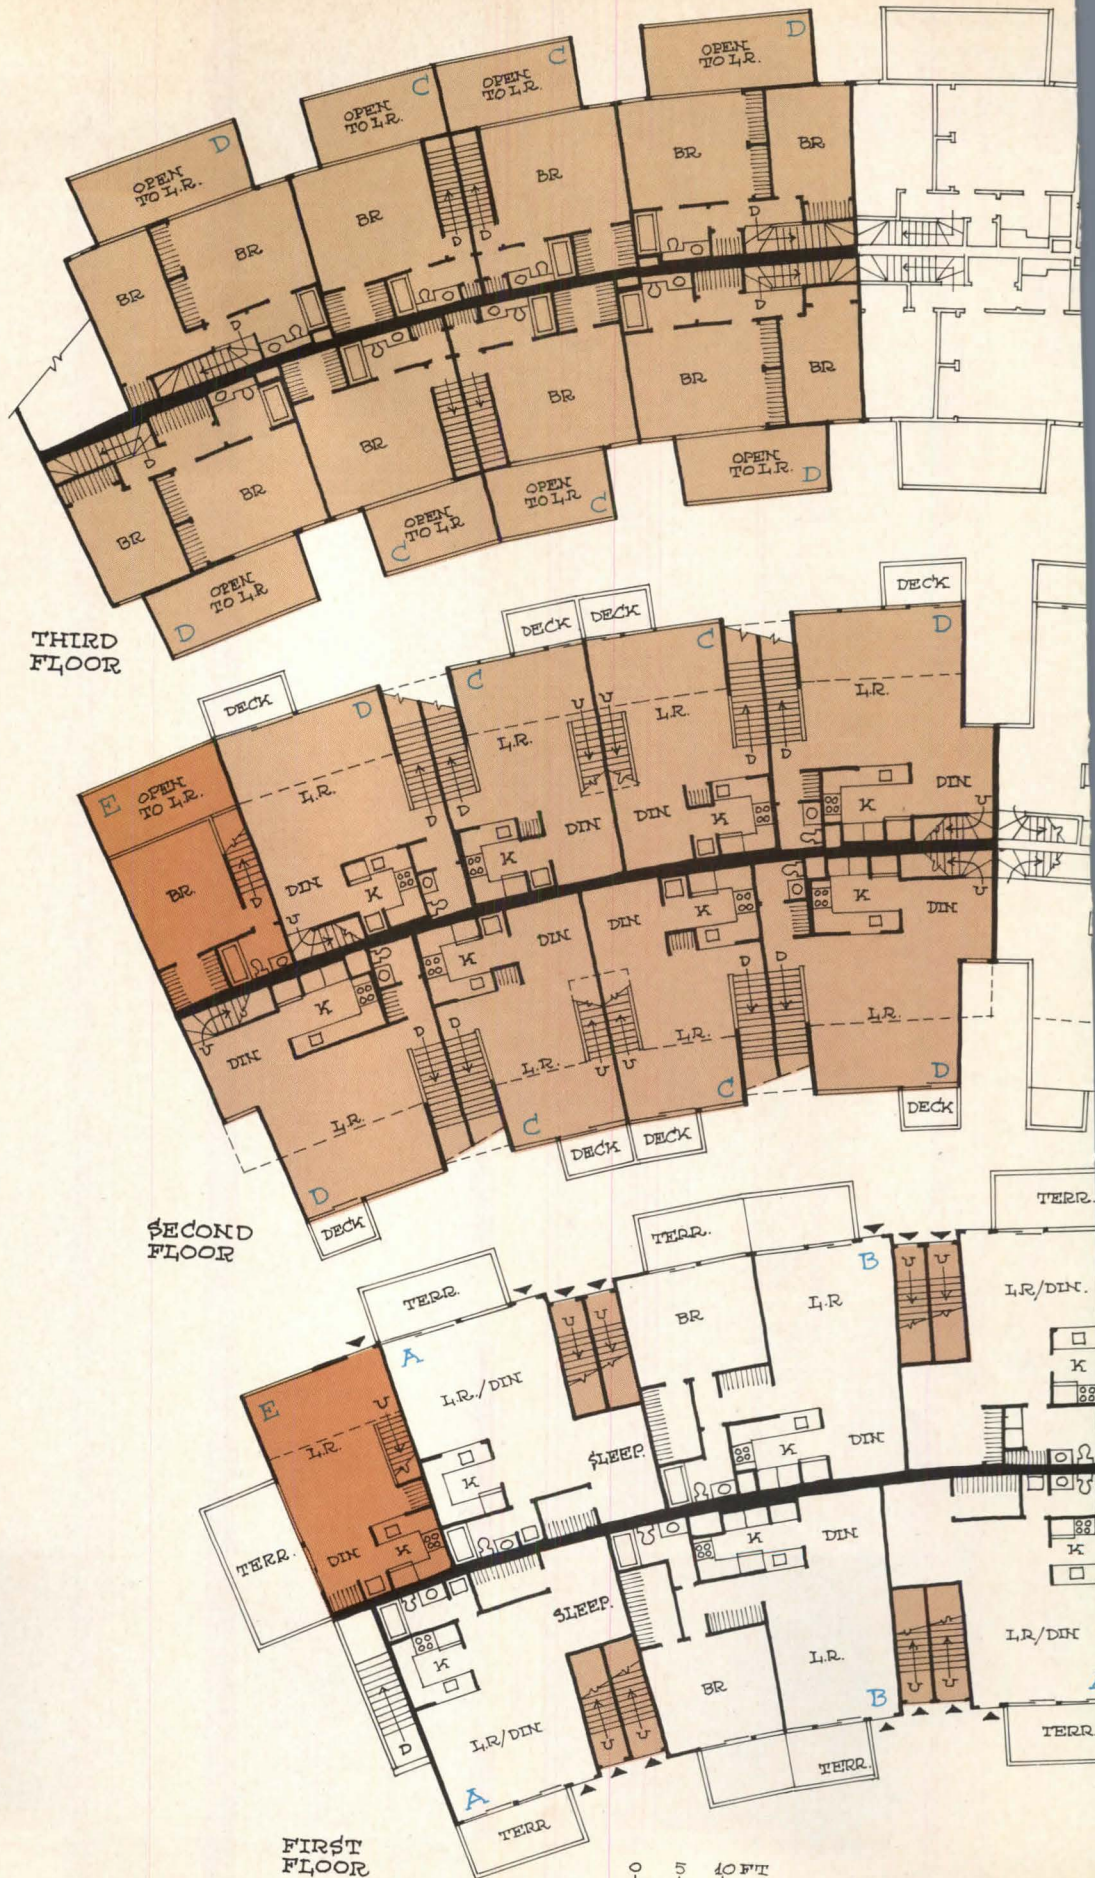 D
OPEN
TO L.R.
C
OPEN
TO L.R.
C
OPEN
TO L.R.
D
OPEN
TO L.R.
BR
BR
BR
BR
BR
BR
D
D
D
D
D
D
BR
BR
BR
BR
BR
BR
OPEN
TO L.R
D
OPEN
TO L.R
C
OPEN
TO L.R
C
OPEN
TO L.R.
D
THIRD
FLOOR
DECK
DECK
DECK
DECK
E
OPEN
TO L.R.
D
C
C
D
L.R.
L.R.
L.R.
L.R.
U
U
D
D
D
D
BR
D
U
DIN
K
K
DIN
DIN
K
K
DIN
U
U
DIN
K
K
DIN
DIN
K
K
DIN
U
D
D
D
D
L.R.
L.R.
L.R.
L.R.
U
U
D
C
C
D
DECK
DECK
DECK
DECK
SECOND
FLOOR
TERR.
TERR.
TERR.
E
L.R.
U
DIN
K
TERR.
A
L.R./DIN
K
SLEEP.
U
U
BR
B
L.R
K
DIN
U
U
L.R/DIN.
K
D
K
L.R/DIN
A
SLEEP.
U
U
BR
K
DIN
L.R.
B
U
U
K
L.R/DIN
TERR
TERR.
TERR.
FIRST
FLOOR
0 5 10 FT